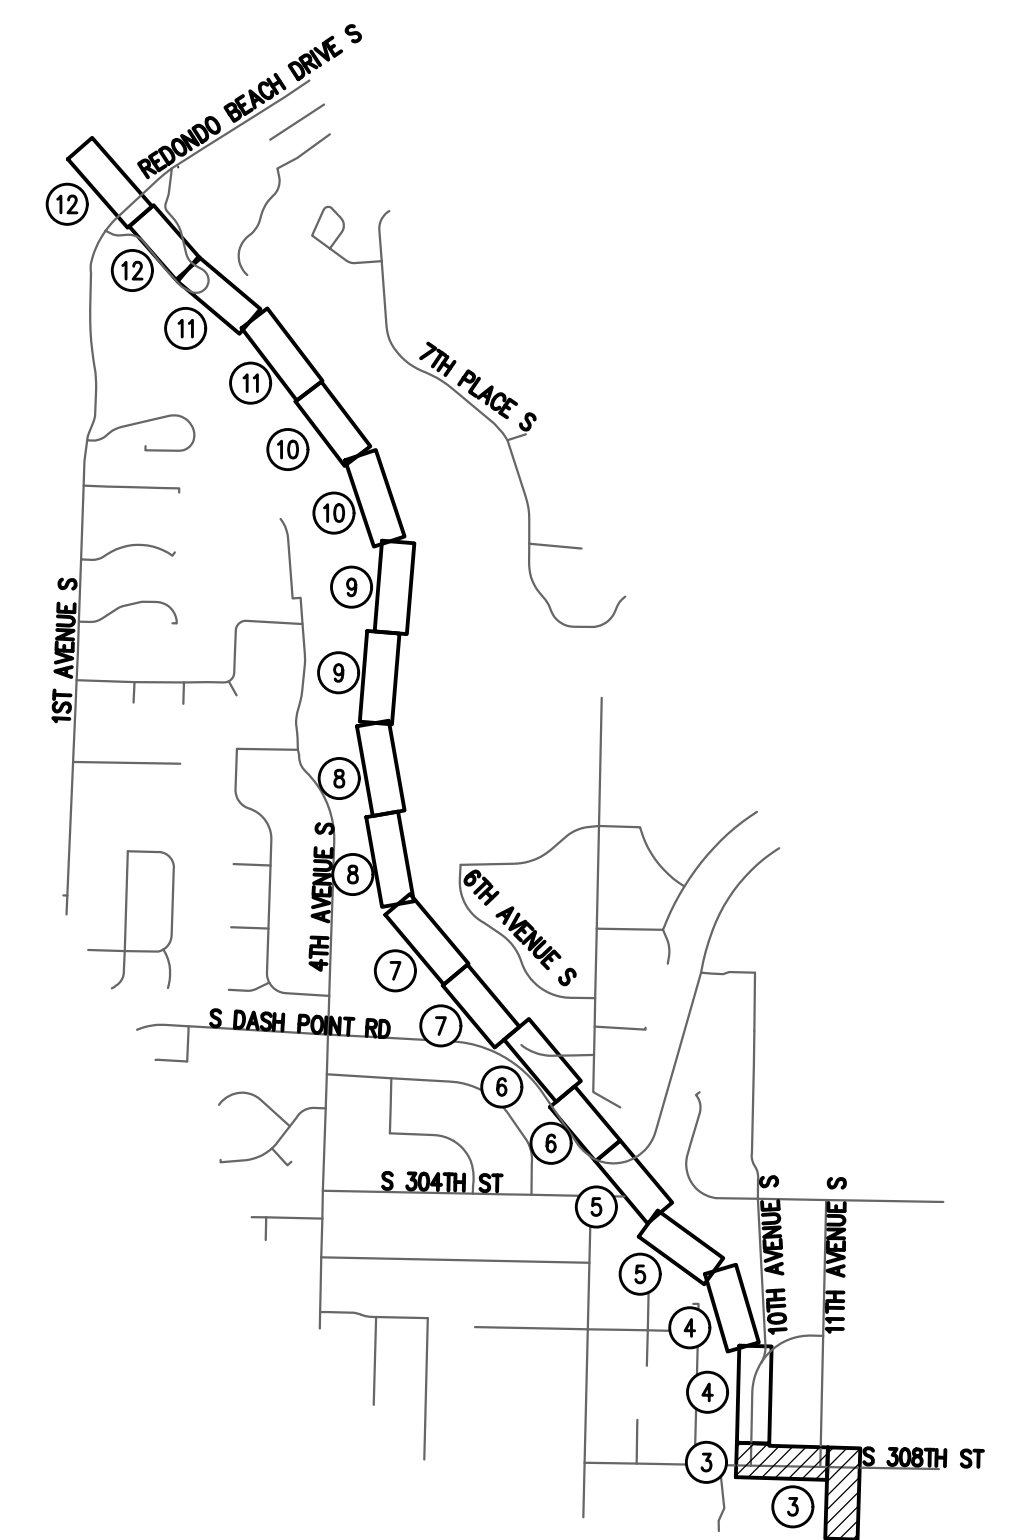 REDONDO BEACH DRIVE S
12
12
11
7TH PLACE S
11
10
10
9
1ST AVENUE S
9
8
4TH AVENUE S
8
6TH AVENUE S
7
S DASH POINT RD
7
6
6
S 304TH ST
5
10TH AVENUE S
11TH AVENUE S
5
4
4
S 308TH ST
3
3